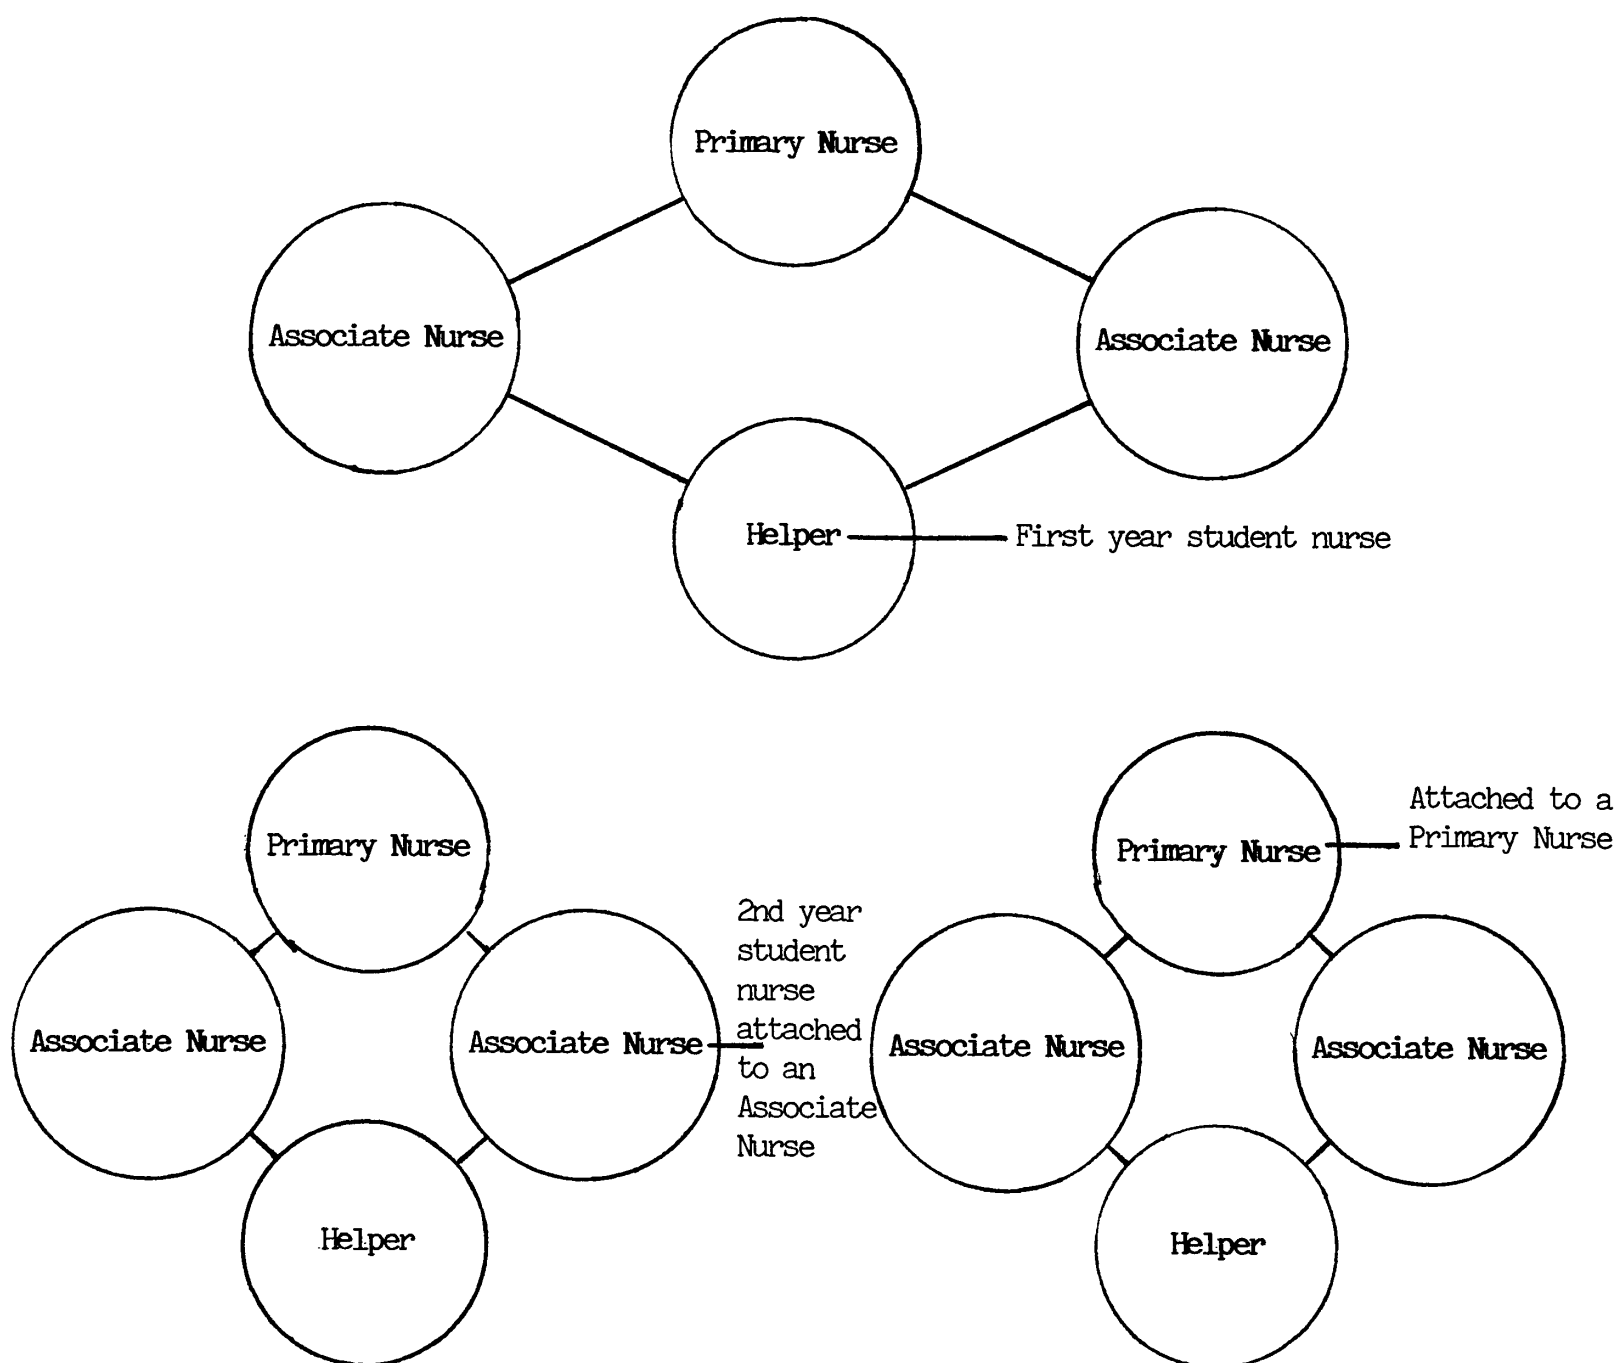 Primary Nurse
Associate Nurse
Associate Nurse
Helper
First year student nurse
Primary Nurse
Associate Nurse
Associate Nurse
2nd year
student
nurse
attached
to an
Associate
Nurse
Helper
Primary Nurse
Attached to a
Primary Nurse
Associate Nurse
Associate Nurse
Helper